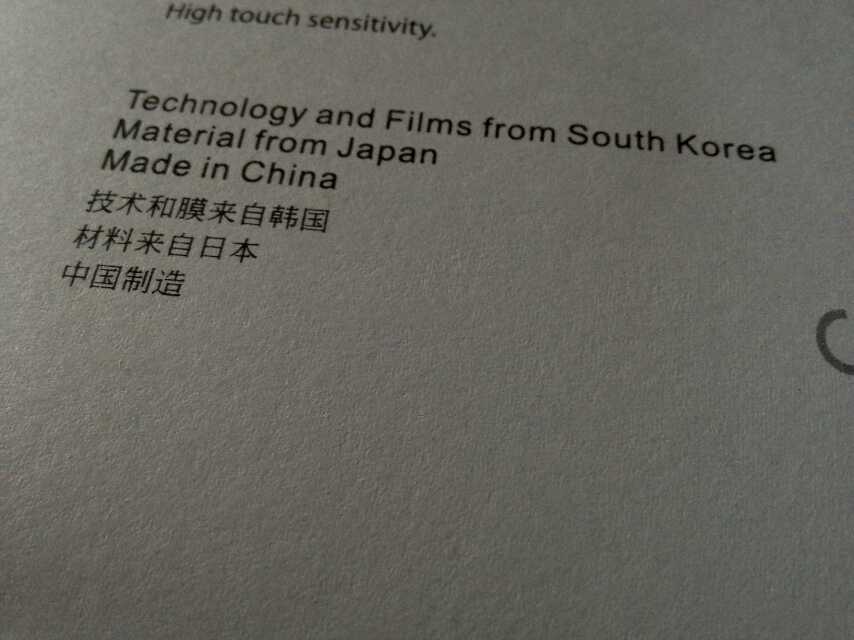 High touch sensitivity.
Technology and Films from South Korea
Material from Japan
Made in China
技术和膜来自韩国
材料来自日本
中国制造